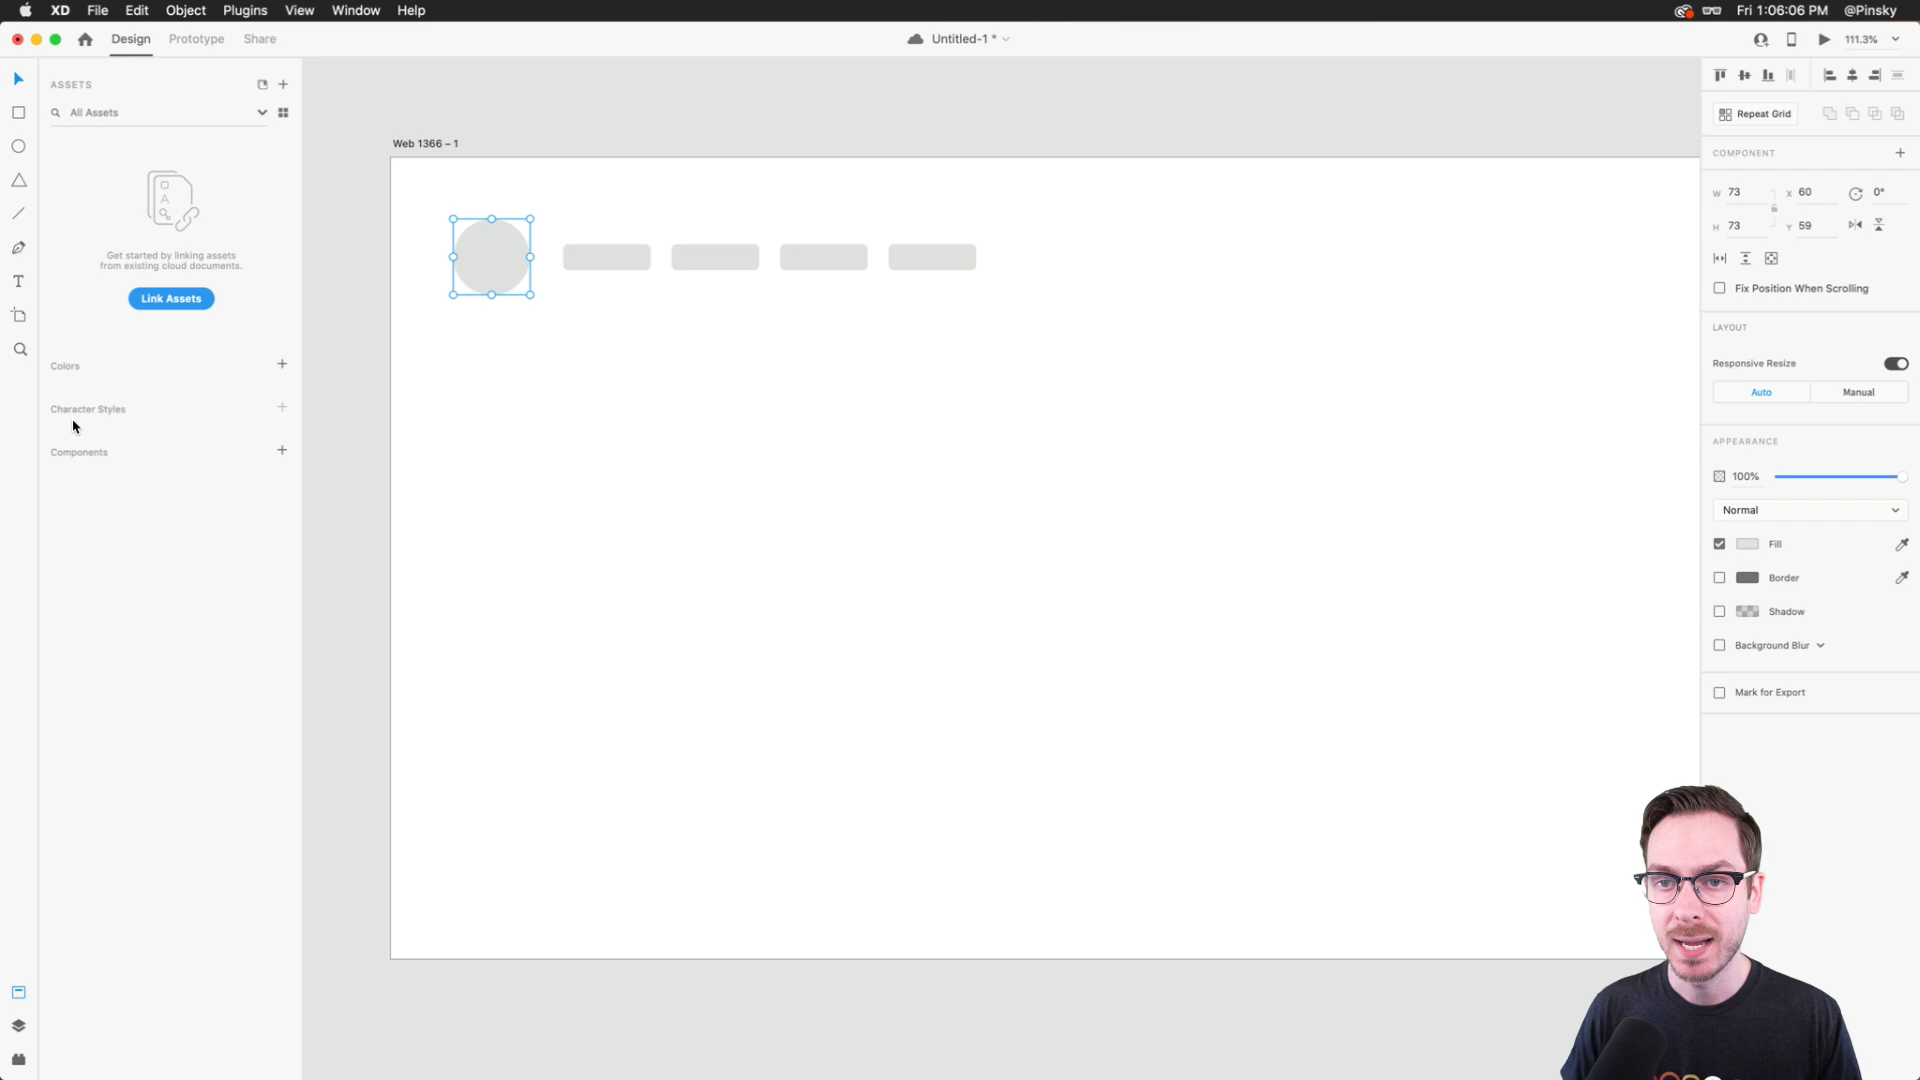 XD File Edit Object Plugins View Window Help
Fri 1:06:06 PM @Pinsky
Design Prototype Share
Untitled-1 *
111.3%
ASSETS
All Assets
A
Get started by linking assets
from existing cloud documents.
Link Assets
Colors
Character Styles
Components
Web 1366 – 1
Repeat Grid
COMPONENT
W 73 X 60 0°
H 73 Y 59
Fix Position When Scrolling
LAYOUT
Responsive Resize
Auto Manual
APPEARANCE
100%
Normal
Fill
Border
Shadow
Background Blur
Mark for Export